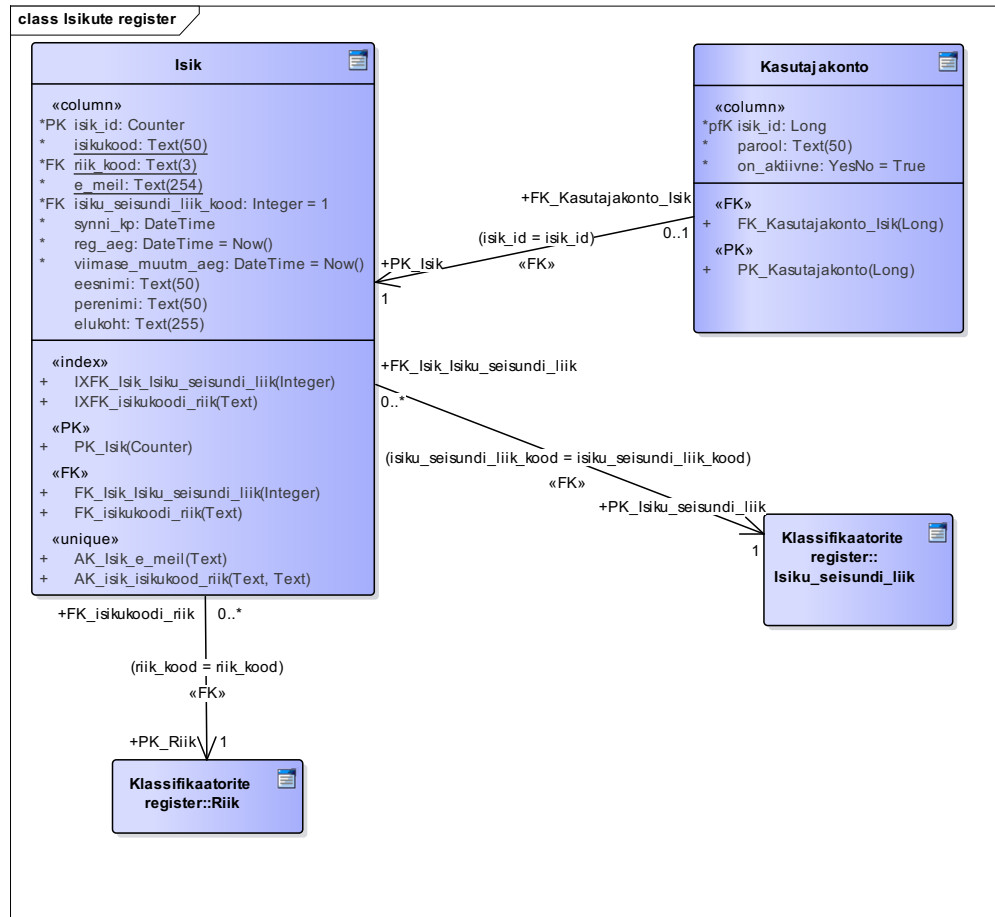 class Isikute register
Isik
«column»
*PK isik_id: Counter
* isikukood: Text(50)
*FK riik_kood: Text(3)
* e_meil: Text(254)
*FK isiku_seisundi_liik_kood: Integer = 1
* synni_kp: DateTime
* reg_aeg: DateTime = Now()
* viimase_muutm_aeg: DateTime = Now()
eesnimi: Text(50)
perenimi: Text(50)
elukoht: Text(255)
«index»
+ IXFK_Isik_Isiku_seisundi_liik(Integer)
+ IXFK_isikukoodi_riik(Text)
«PK»
+ PK_Isik(Counter)
«FK»
+ FK_Isik_Isiku_seisundi_liik(Integer)
+ FK_isikukoodi_riik(Text)
«unique»
+ AK_Isik_e_meil(Text)
+ AK_isik_isikukood_riik(Text, Text)
Kasutajakonto
«column»
*pfK isik_id: Long
* parool: Text(50)
* on_aktiivne: YesNo = True
«FK»
+ FK_Kasutajakonto_Isik(Long)
«PK»
+ PK_Kasutajakonto(Long)
+FK_Kasutajakonto_Isik
0..1
(isik_id = isik_id)
«FK»
+PK_Isik
1
+FK_Isik_Isiku_seisundi_liik
0..*
(isiku_seisundi_liik_kood = isiku_seisundi_liik_kood)
«FK»
+PK_Isiku_seisundi_liik
1
Klassifikaatorite
register::
Isiku_seisundi_liik
+FK_isikukoodi_riik 0..*
(riik_kood = riik_kood)
«FK»
+PK_Riik 1
Klassifikaatorite
register::Riik